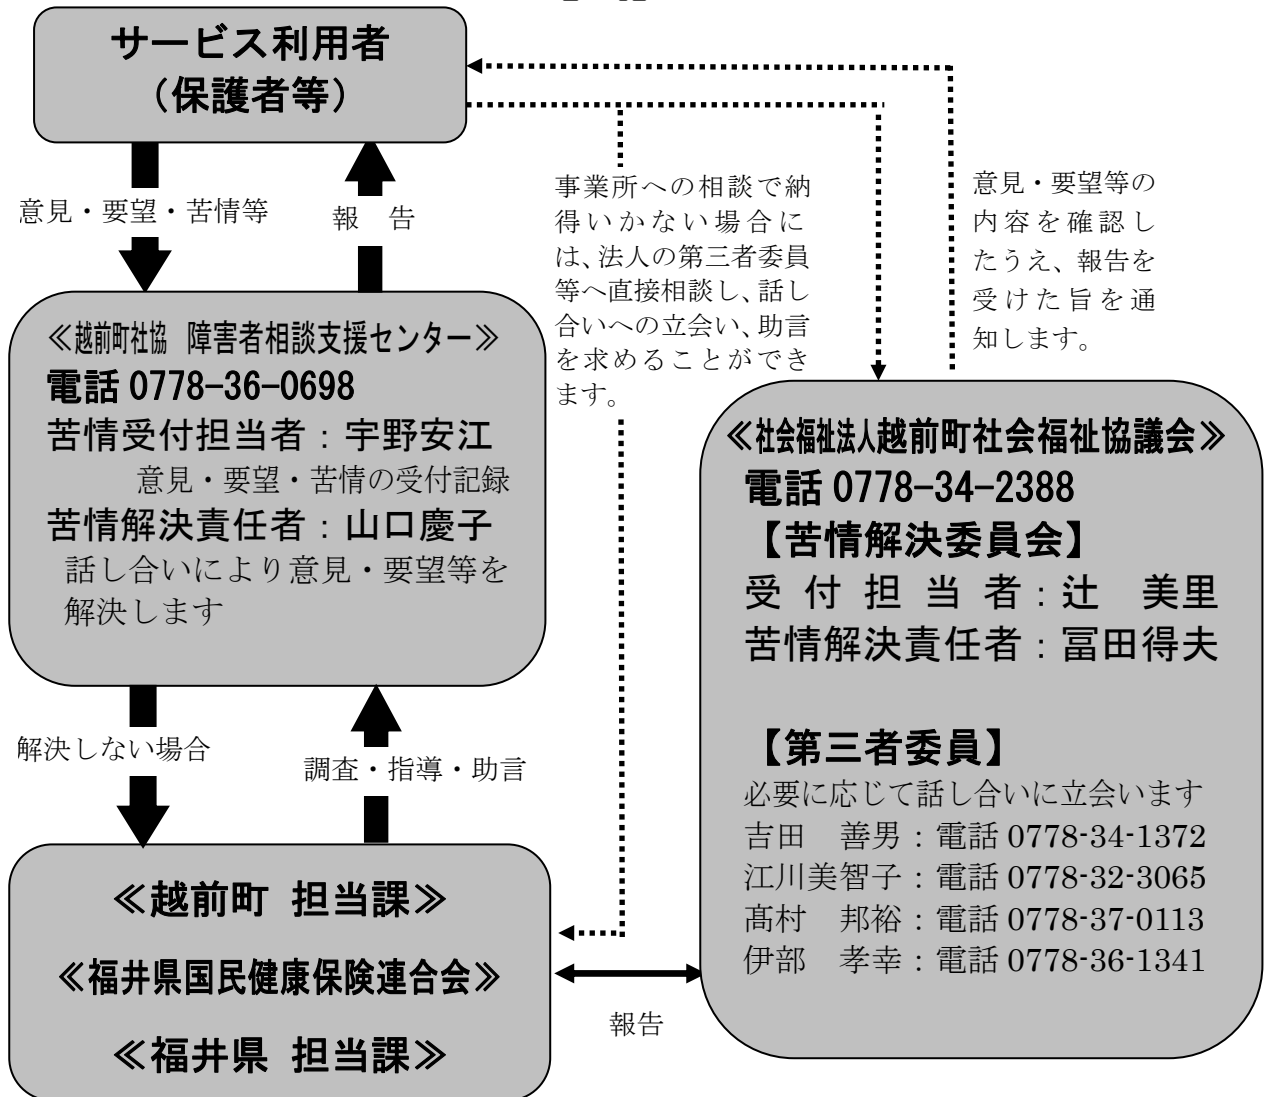 サービス利用者
（保護者等）
意見・要望・苦情等
報　告
事業所への相談で納
得いかない場合に
は、法人の第三者委員
等へ直接相談し、話し
合いへの立会い、助言
を求めることができ
ます。
意見・要望等の
内容を確認し
たうえ、報告を
受けた旨を通
知します。
≪越前町社協 障害者相談支援センター≫
電話 0778-36-0698
苦情受付担当者：宇野安江
意見・要望・苦情の受付記録
苦情解決責任者：山口慶子
話し合いにより意見・要望等を
解決します
≪社会福祉法人越前町社会福祉協議会≫
電話 0778-34-2388
【苦情解決委員会】
受 付 担 当 者：辻　美里
苦情解決責任者：冨田得夫
【第三者委員】
必要に応じて話し合いに立会います
吉田　善男：電話 0778-34-1372
江川美智子：電話 0778-32-3065
髙村　邦裕：電話 0778-37-0113
伊部　孝幸：電話 0778-36-1341
解決しない場合
調査・指導・助言
≪越前町 担当課≫
≪福井県国民健康保険連合会≫
≪福井県 担当課≫
報告